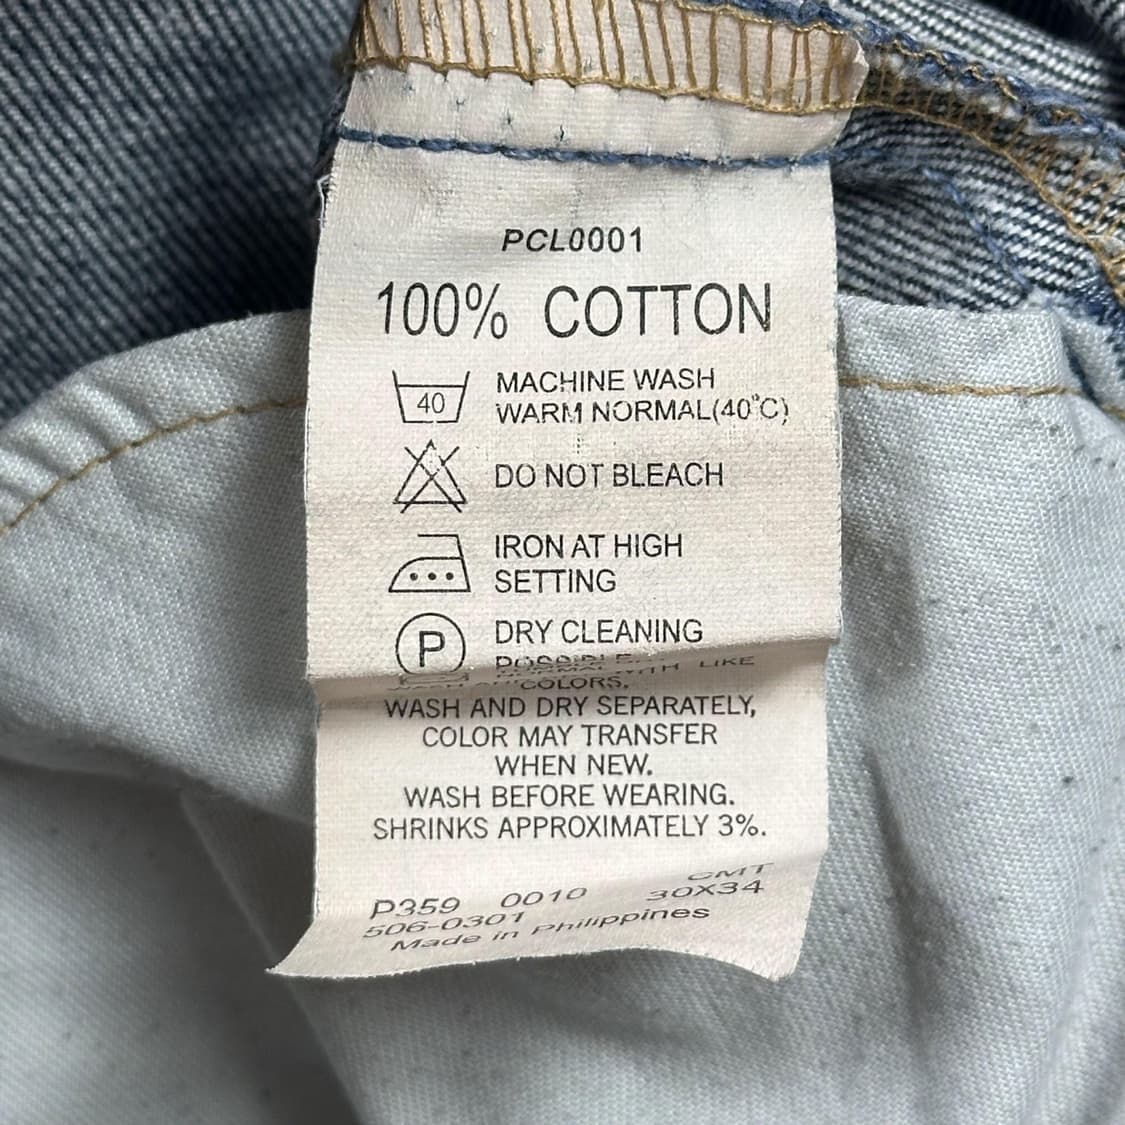 PCL0001
100% COTTON
40
MACHINE WASH
WARM NORMAL(40°C)
DO NOT BLEACH
IRON AT HIGH
SETTING
P
DRY CLEANING
LIKE
COLORS.
WASH AND DRY SEPARATELY,
COLOR MAY TRANSFER
WHEN NEW.
WASH BEFORE WEARING.
SHRINKS APPROXIMATELY 3%.
CMT
P359 0010 30X34
506-0301
Made in Philippines